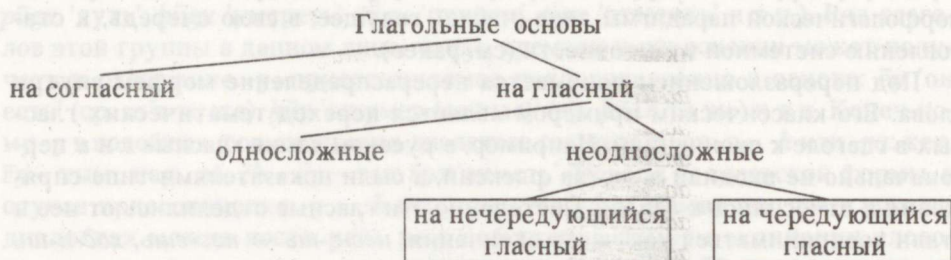 Глагольные основы
на согласный на гласный
односложные неодносложные
на нечередующийся на чередующийся
гласный гласный